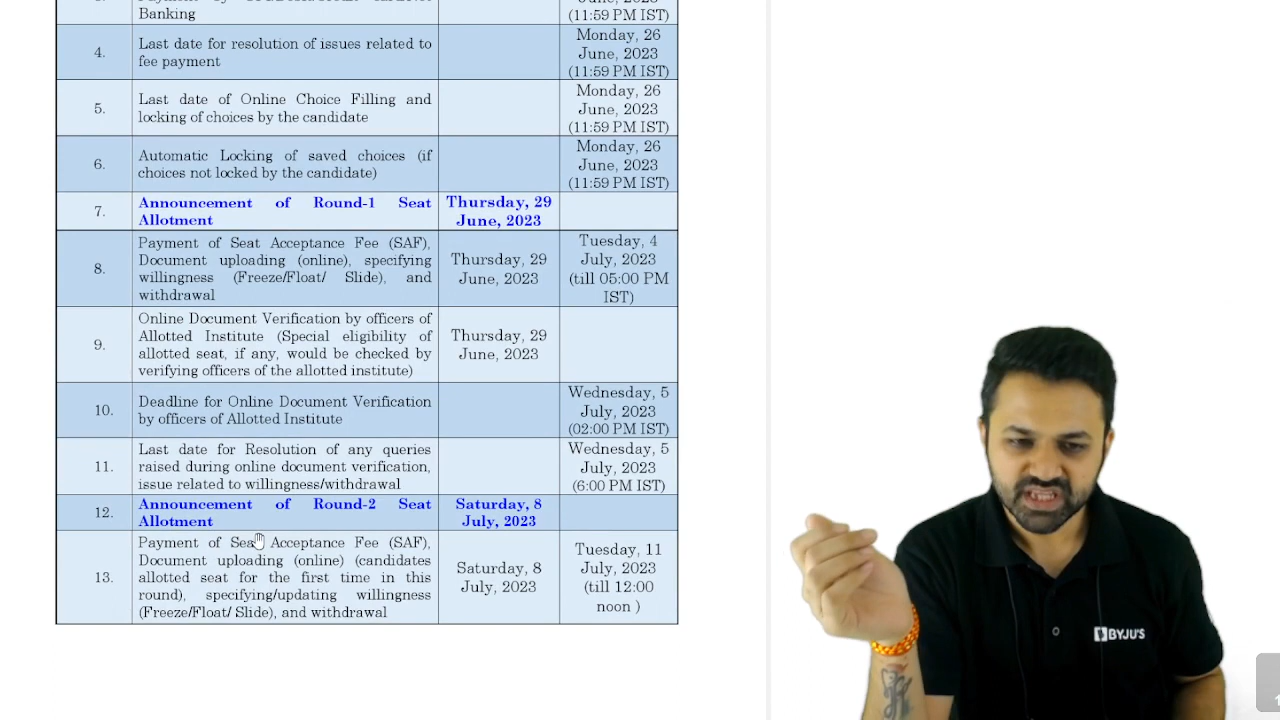 June, 2023
Banking
(11:59 PM IST)
4.
Last date for resolution of issues related to
fee payment
Monday, 26
June, 2023
(11:59 PM IST)
5.
Last date of Online Choice Filling and
locking of choices by the candidate
Monday, 26
June, 2023
(11:59 PM IST)
6.
Automatic Locking of saved choices (if
choices not locked by the candidate)
Monday, 26
June, 2023
(11:59 PM IST)
7.
Announcement of Round-1 Seat
Allotment
Thursday, 29
June, 2023
8.
Payment of Seat Acceptance Fee (SAF),
Document uploading (online), specifying
willingness (Freeze/Float/ Slide), and
withdrawal
Thursday, 29
June, 2023
Tuesday, 4
July, 2023
(till 05:00 PM
IST)
9.
Online Document Verification by officers of
Allotted Institute (Special eligibility of
allotted seat, if any, would be checked by
verifying officers of the allotted institute)
Thursday, 29
June, 2023
10.
Deadline for Online Document Verification
by officers of Allotted Institute
Wednesday, 5
July, 2023
(02:00 PM IST)
11.
Last date for Resolution of any queries
raised during online document verification,
issue related to willingness/withdrawal
Wednesday, 5
July, 2023
(6:00 PM IST)
12.
Announcement of Round-2 Seat
Allotment
Saturday, 8
July, 2023
13.
Payment of Seat Acceptance Fee (SAF),
Document uploading (online) (candidates
allotted seat for the first time in this
round), specifying/updating willingness
(Freeze/Float/ Slide), and withdrawal
Saturday, 8
July, 2023
Tuesday, 11
July, 2023
(till 12:00
noon )
BYJU'S